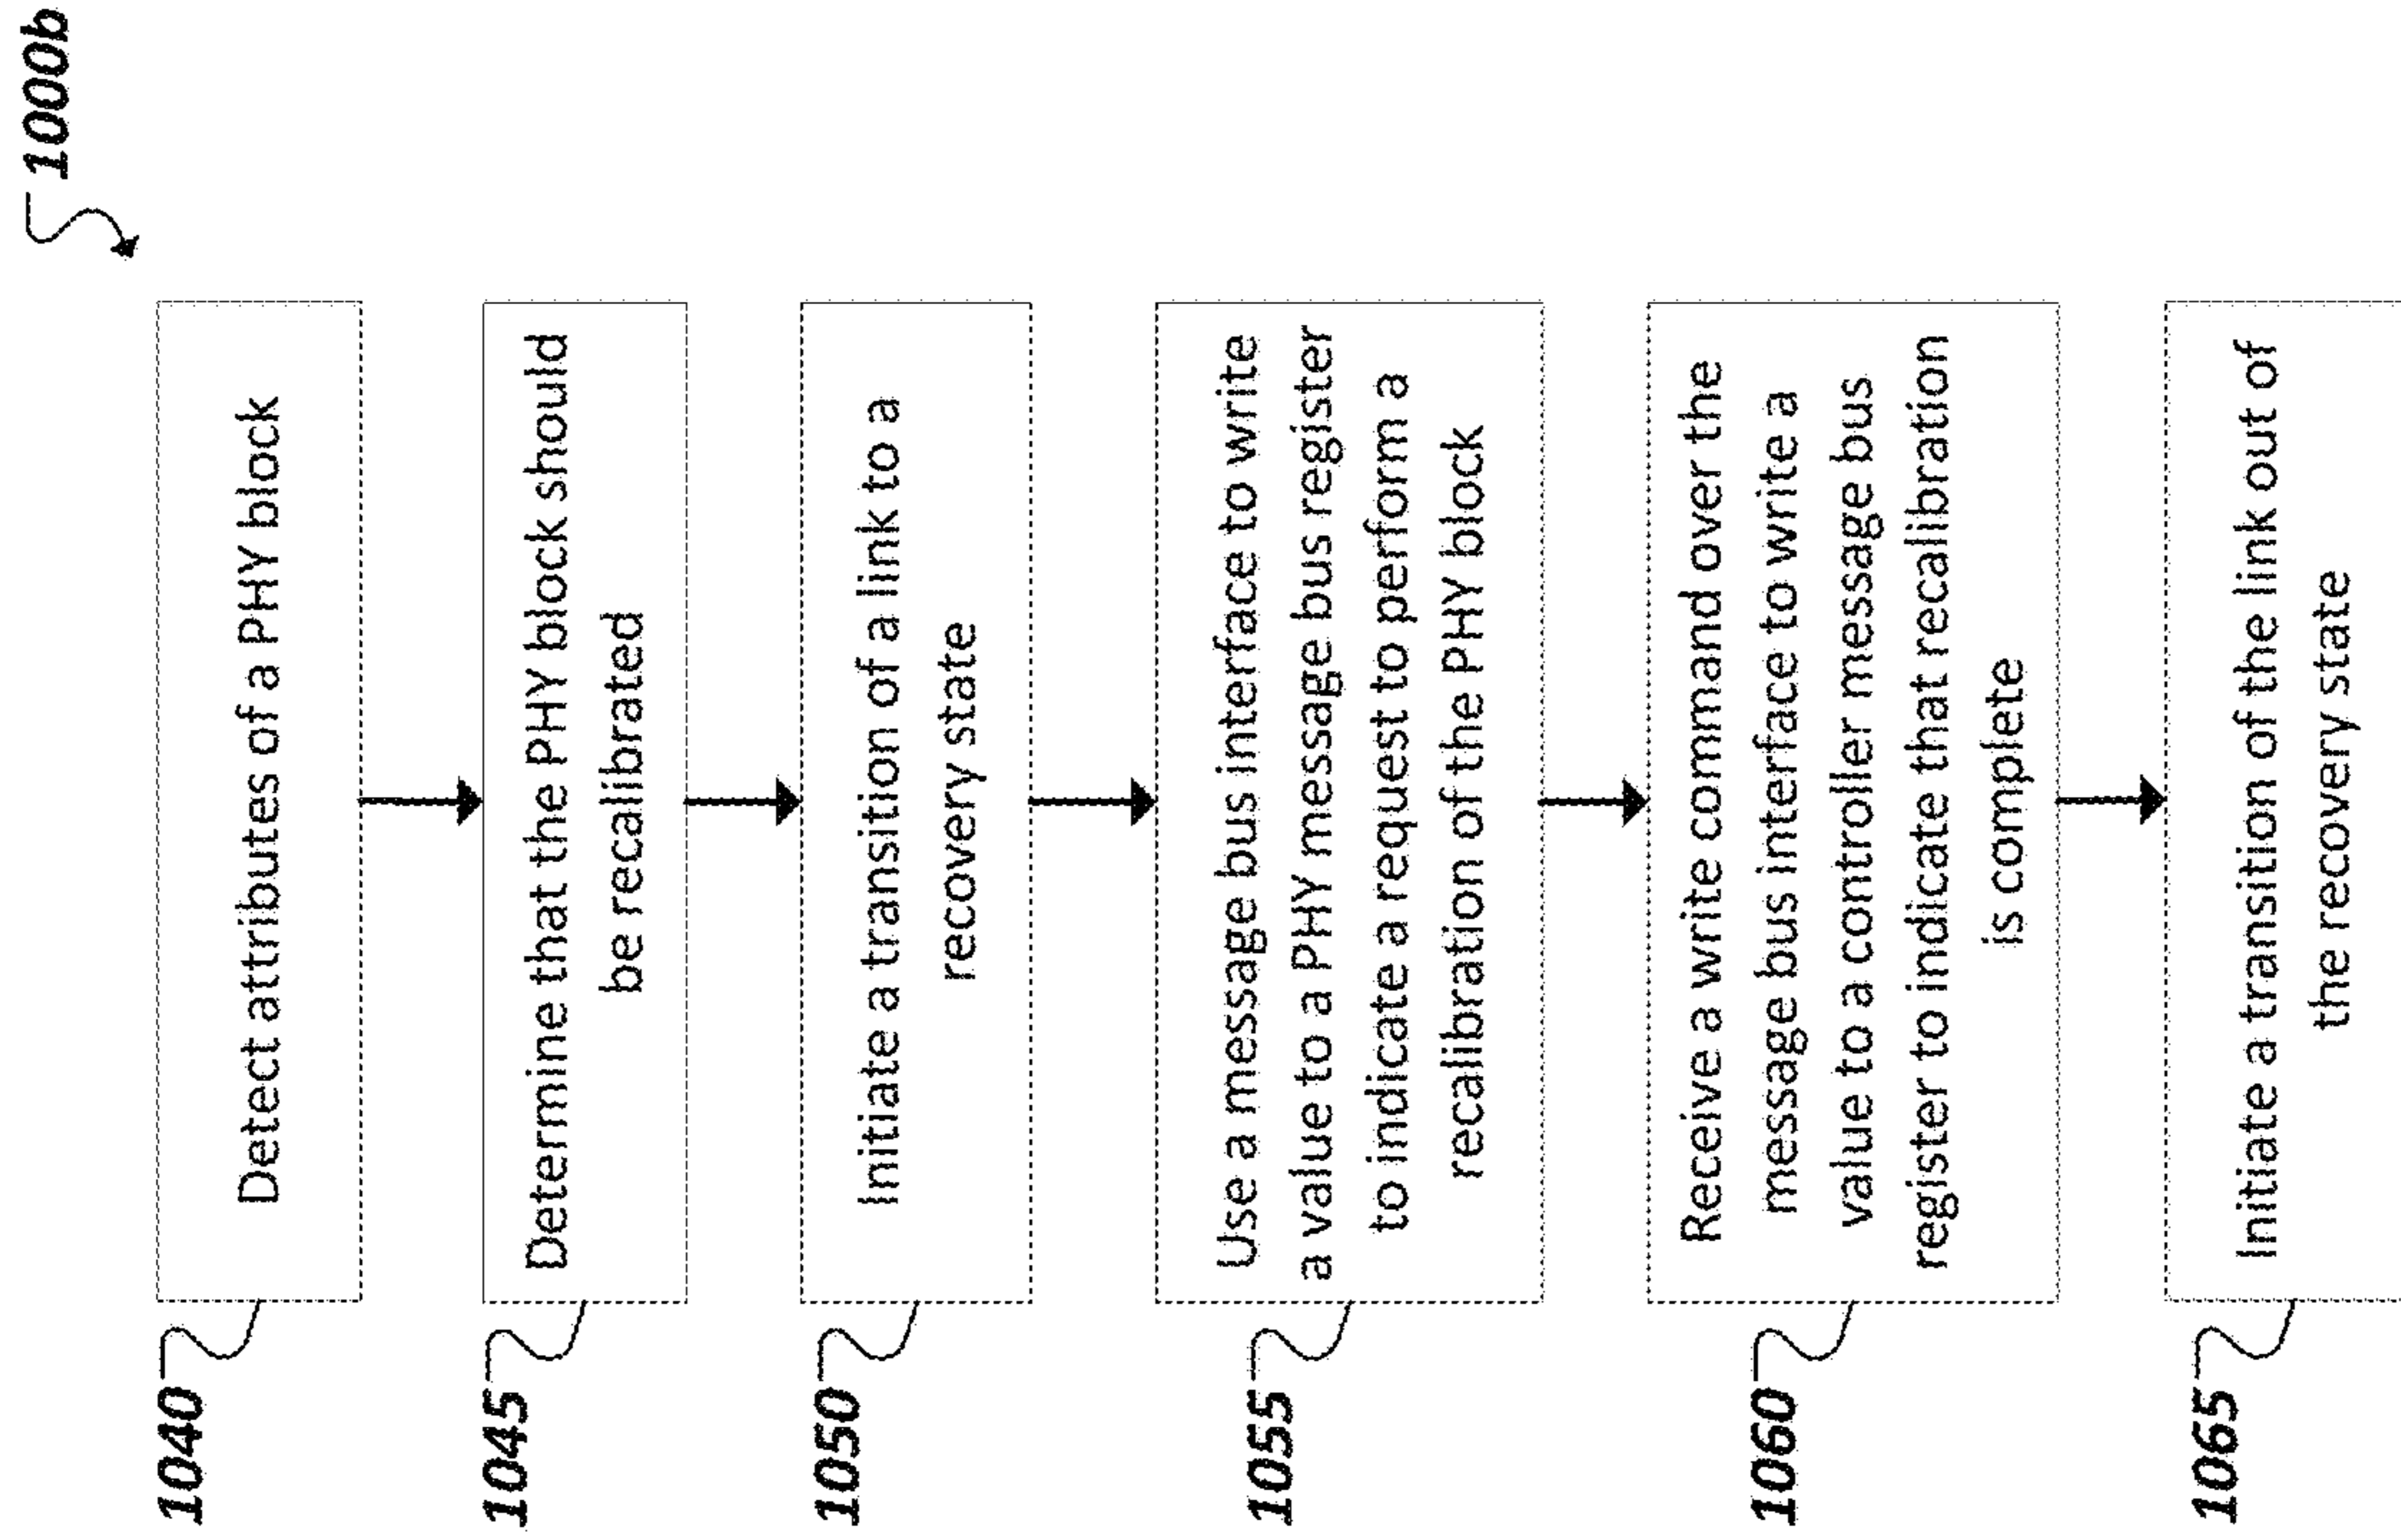 1000b
1040
Detect attributes of a PHY block
1045
Determine that the PHY block should
be recalibrated
1050
Initiate a transition of a link to a
recovery state
1055
Use a message bus interface to write
a value to a PHY message bus register
to indicate a request to perform a
recalibration of the PHY block
1060
Receive a write command over the
message bus interface to write a
value to a controller message bus
register to indicate that recalibration
is complete
1065
Initiate a transition of the link out of
the recovery state